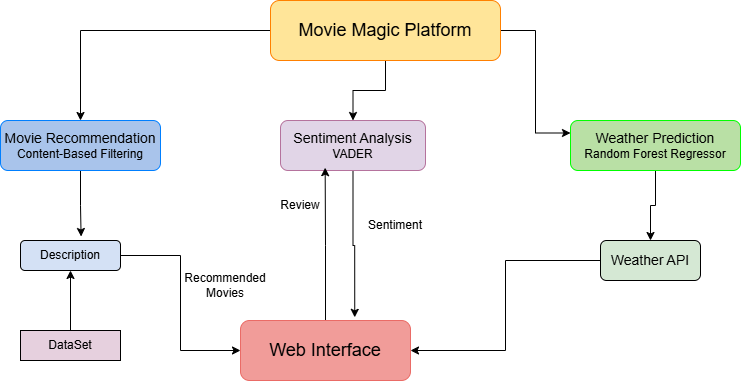 Movie Magic Platform
Movie Recommendation
Content-Based Filtering
Sentiment Analysis
VADER
Weather Prediction
Random Forest Regressor
Review
Sentiment
Description
Weather API
Recommended
Movies
DataSet
Web Interface